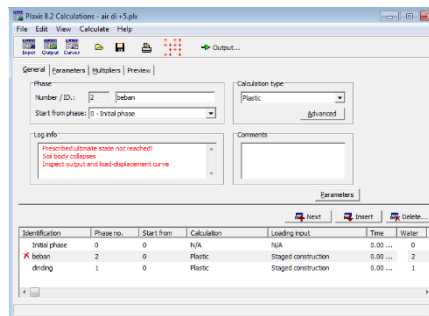 Plaxis 8.2 Calculations - air di +5.plx
File Edit View Calculate Help
Input Output Curves Output...
General Parameters Multipliers Preview
Phase
Number / ID.: 2 beban
Start from phase: 0 - Initial phase
Calculation type
Plastic
Advanced
Log info
Prescribed ultimate state not reached!
Soil body collapses
Inspect output and load-displacement curve
Comments
Parameters
Next Insert Delete...
Identification Phase no. Start from Calculation Loading input Time Water
Initial phase 0 0 N/A N/A 0.00 ... 0
beban 2 0 Plastic Staged construction 0.00 ... 2
dinding 1 0 Plastic Staged construction 0.00 ... 1